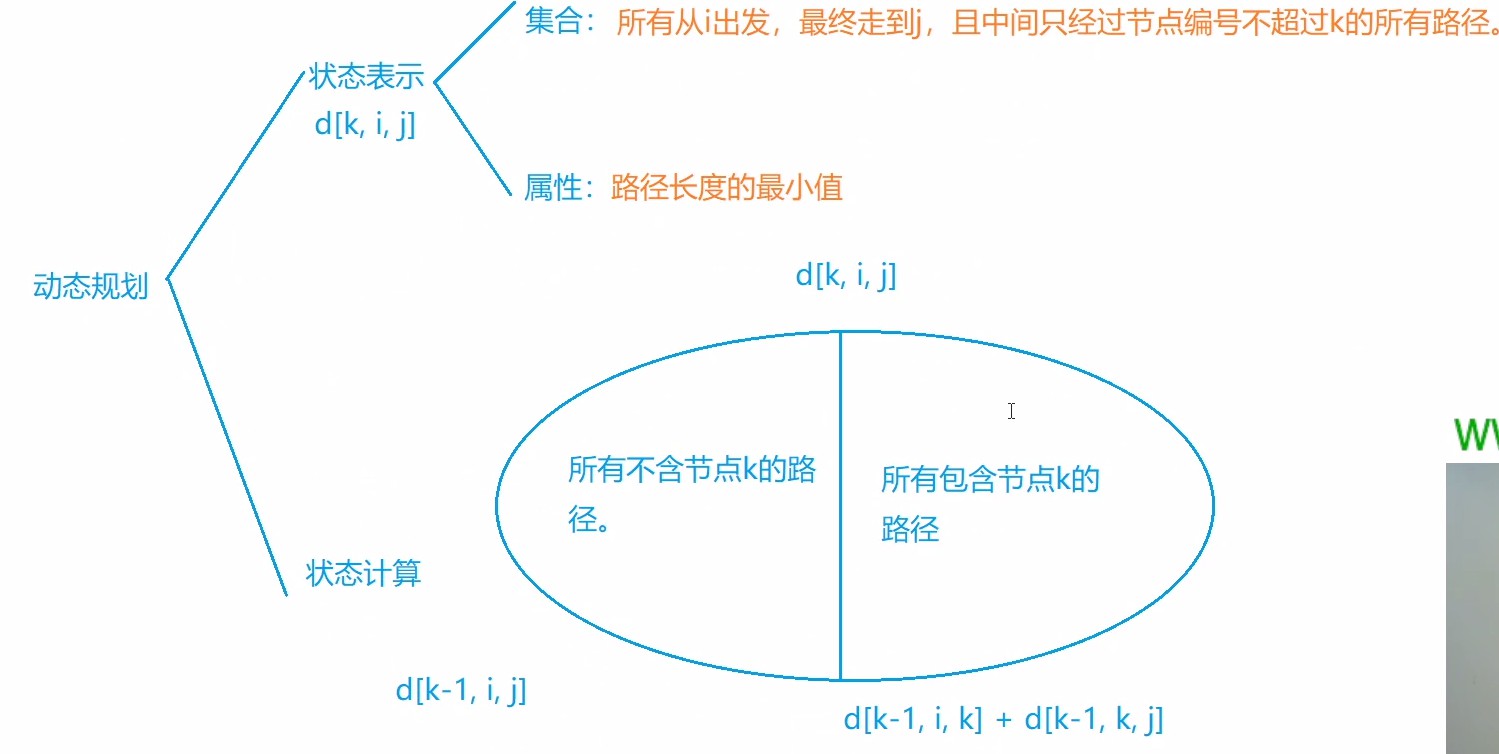 集合：所有从i出发，最终走到j，且中间只经过节点编号不超过k的所有路径。
状态表示
d[k, i, j]
属性：路径长度的最小值
动态规划
d[k, i, j]
所有不含节点k的路
径。
所有包含节点k的
路径
状态计算
d[k-1, i, j]
d[k-1, i, k] + d[k-1, k, j]